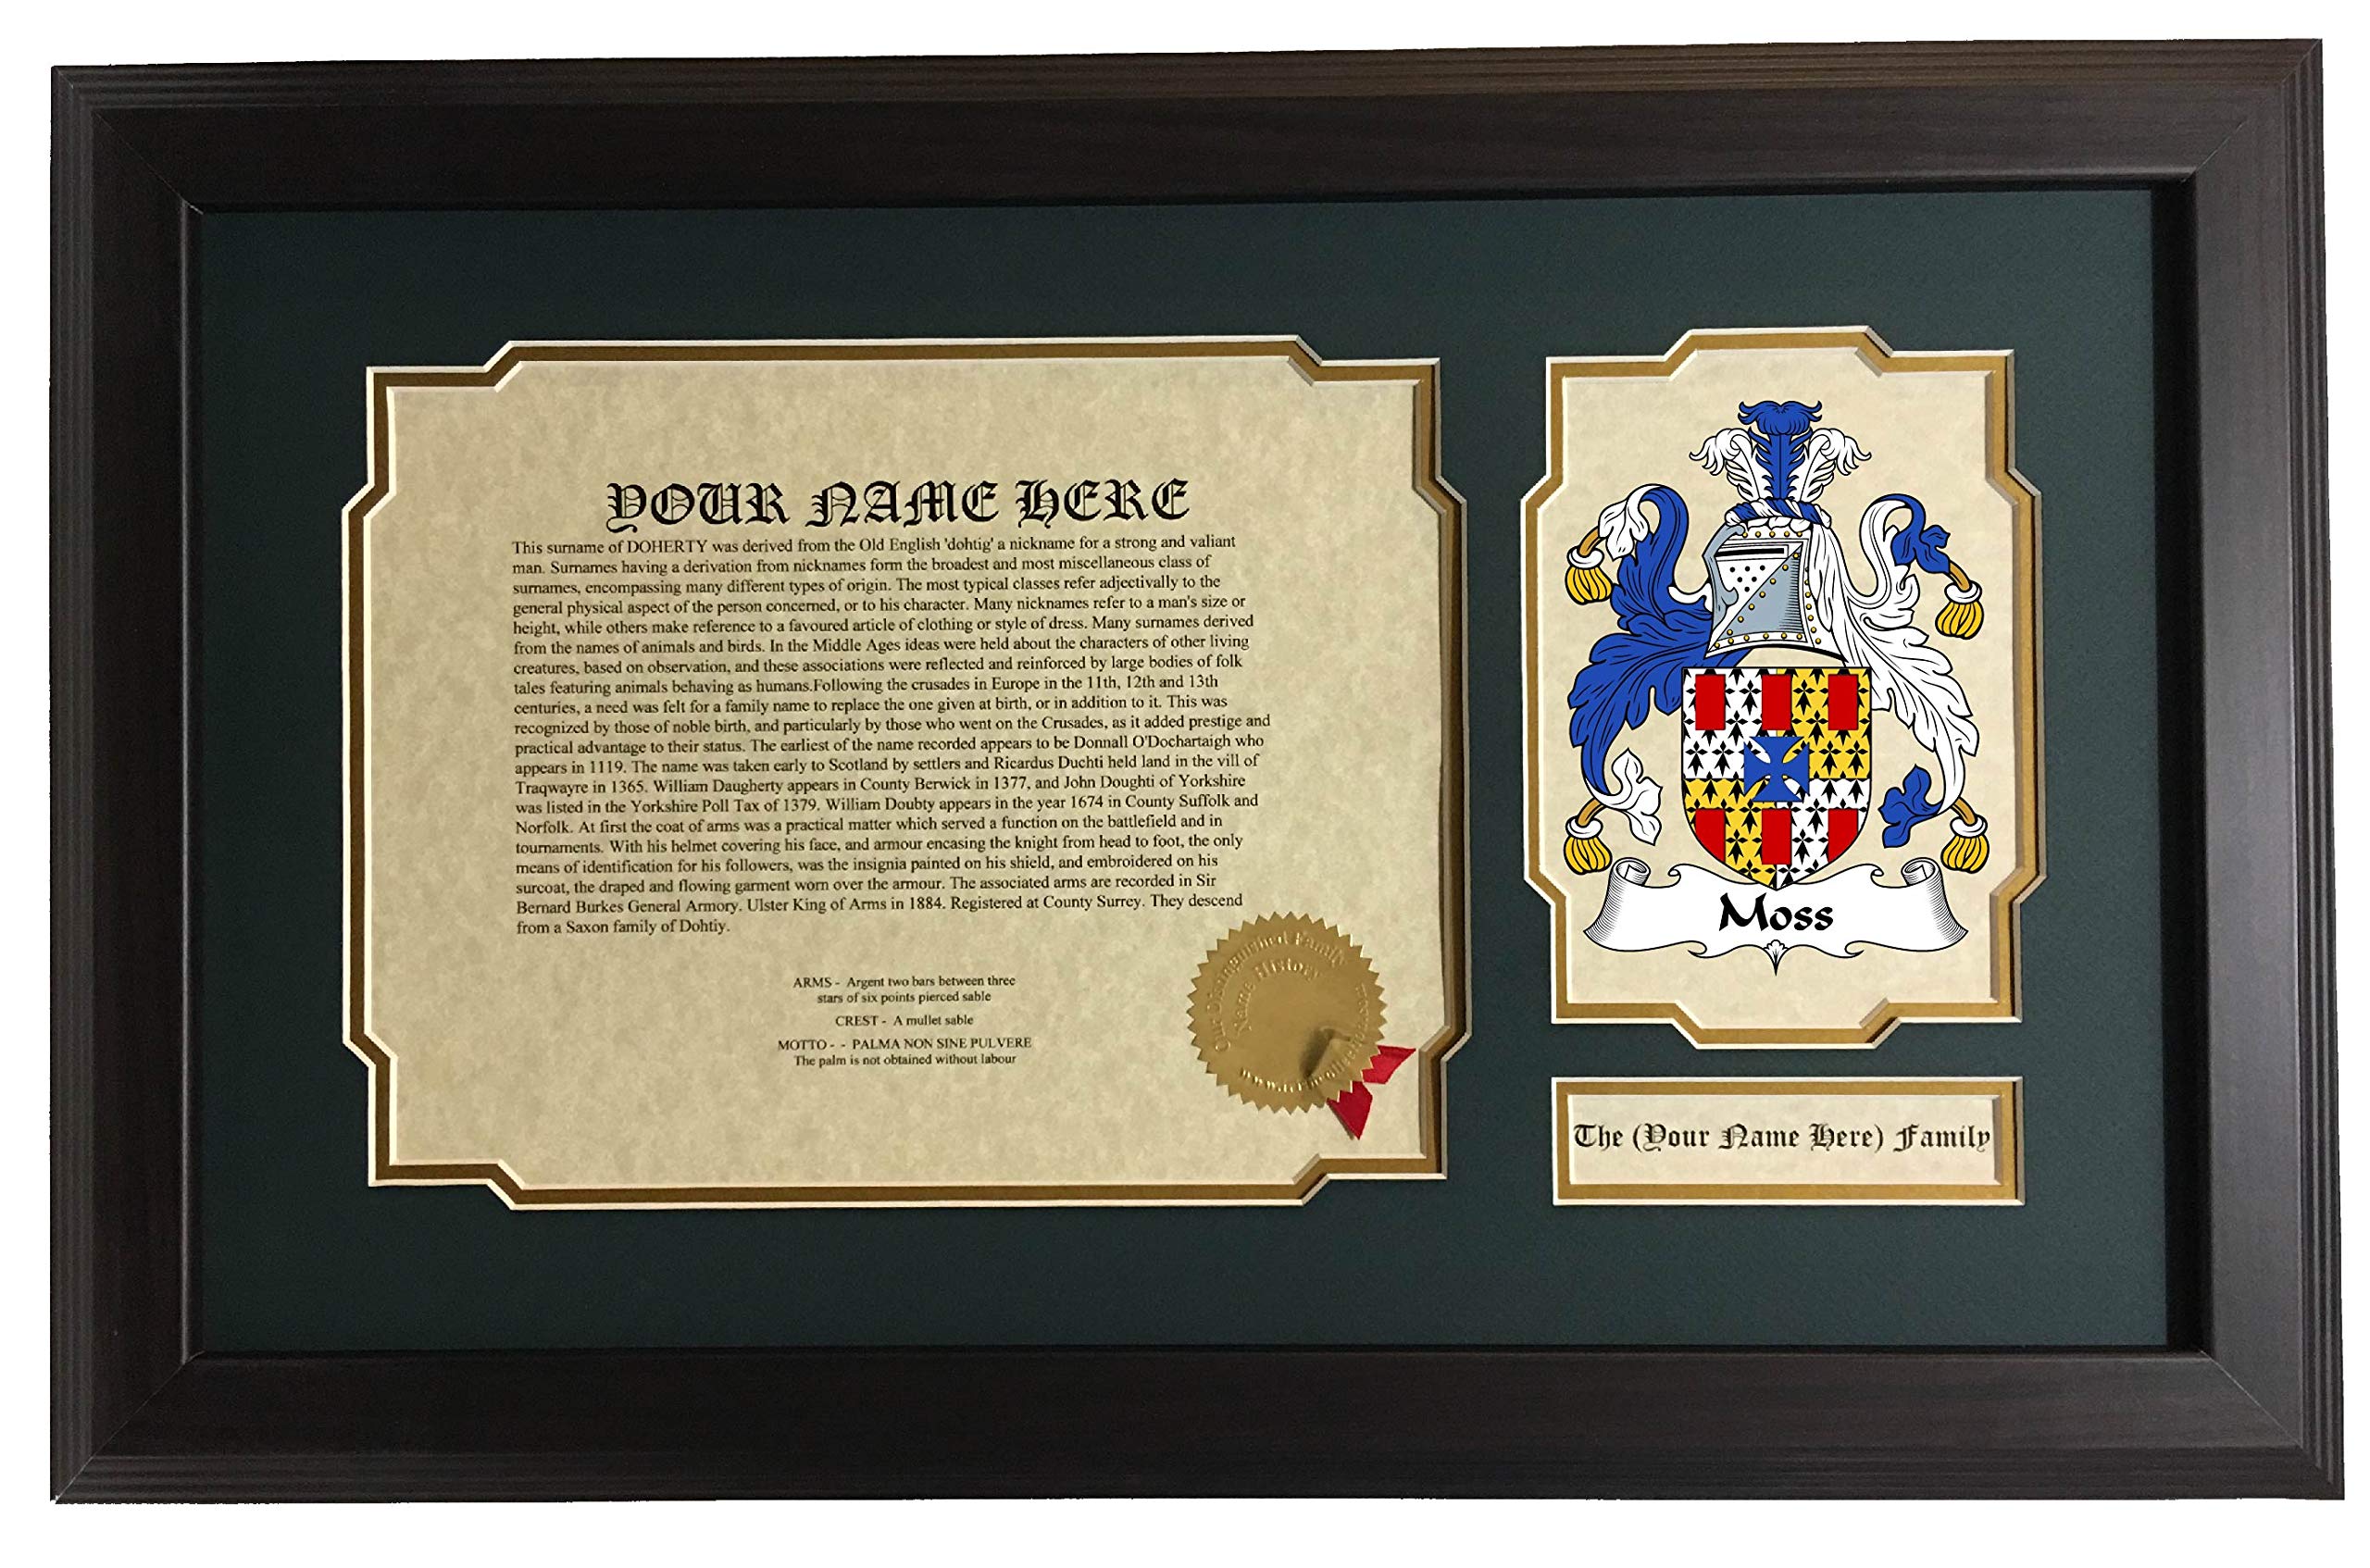 YOUR NAME HERE
This surname of DOHERTY was derived from the Old English 'dohtig' a nickname for a strong and valiant
man. Surnames having a derivation from nicknames form the broadest and most miscellaneous class of
surnames, encompassing many different types of origin. The most typical classes refer adjectivally to the
general physical aspect of the person concerned, or to his character. Many nicknames refer to a man's size or
height, while others make reference to a favoured article of clothing or style of dress. Many surnames derived
from the names of animals and birds. In the Middle Ages ideas were held about the characters of other living
creatures, based on observation, and these associations were reflected and reinforced by large bodies of folk
tales featuring animals behaving as humans.Following the crusades in Europe in the 11th, 12th and 13th
centuries, a need was felt for a family name to replace the one given at birth, or in addition to it. This was
recognized by those of noble birth, and particularly by those who went on the Crusades, as it added prestige and
practical advantage to their status. The earliest of the name recorded appears to be Donnall O'Dochartaigh who
appears in 1119. The name was taken early to Scotland by settlers and Ricardus Duchti held land in the vill of
Traqwayre in 1365. William Daugherty appears in County Berwick in 1377, and John Doughti of Yorkshire
was listed in the Yorkshire Poll Tax of 1379. William Doubty appears in the year 1674 in County Suffolk and
Norfolk. At first the coat of arms was a practical matter which served a function on the battlefield and in
tournaments. With his helmet covering his face, and armour encasing the knight from head to foot, the only
means of identification for his followers, was the insignia painted on his shield, and embroidered on his
surcoat, the draped and flowing garment worn over the armour. The associated arms are recorded in Sir
Bernard Burkes General Armory. Ulster King of Arms in 1884. Registered at County Surrey. They descend
from a Saxon family of Dohtiy.
ARMS - Argent two bars between three
stars of six points pierced sable
CREST - A mullet sable
MOTTO - - PALMA NON SINE PULVERE
The palm is not obtained without labour
Our Distinguished Family
Name History
Moss
The (Your Name Here) Family